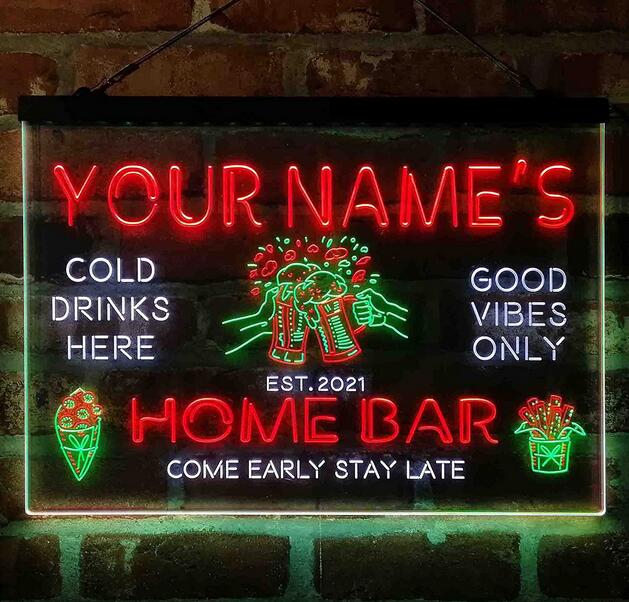 YOUR NAME'S
COLD
DRINKS
HERE
GOOD
VIBES
ONLY
EST.2021
HOME BAR
COME EARLY STAY LATE